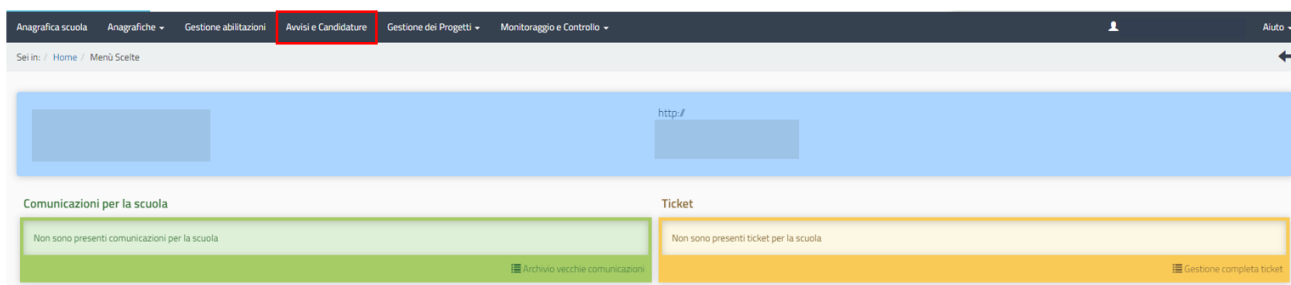 Anagrafica scuola Anagrafiche Gestione abilitazioni Avvisi e Candidature Gestione dei Progetti Monitoraggio e Controllo Aiuto
Sei in: / Home / Menù Scelte
http://
Comunicazioni per la scuola
Non sono presenti comunicazioni per la scuola
Archivio vecchie comunicazioni
Ticket
Non sono presenti ticket per la scuola
Gestione completa ticket